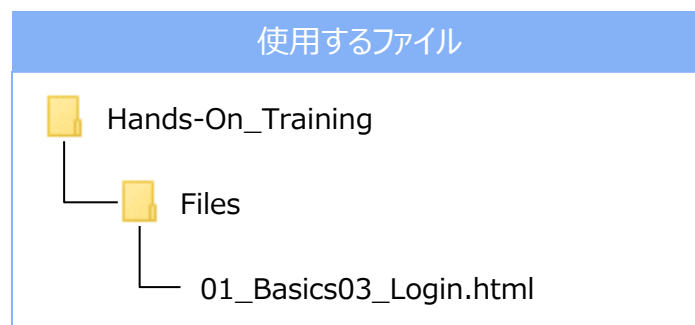 使用するファイル
Hands-On_Training
Files
01_Basics03_Login.html